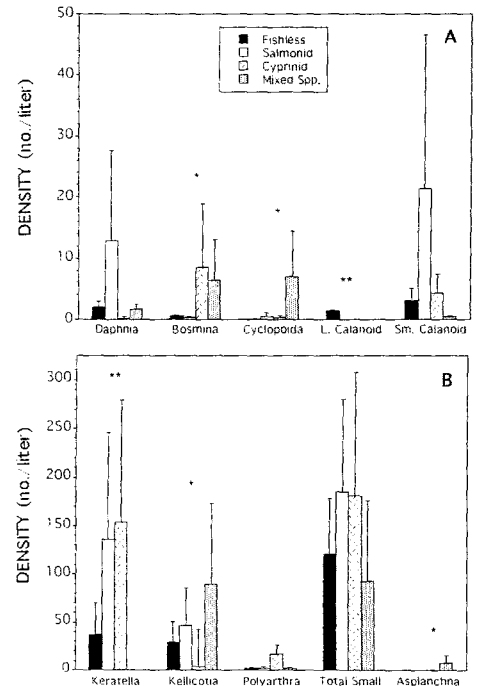 50
40
30
20
10
0
DENSITY (no./liter)
A
Fishless
Salmonid
Cyprinid
Mixed Spp.
*
*
**
Daphnia Bosmina Cyclopoida L. Calanoid Sm. Calanoid
300
250
200
150
100
50
0
DENSITY (no./liter)
B
**
*
*
Keratella Kellicotia Polyarthra Total Small Asplanchna